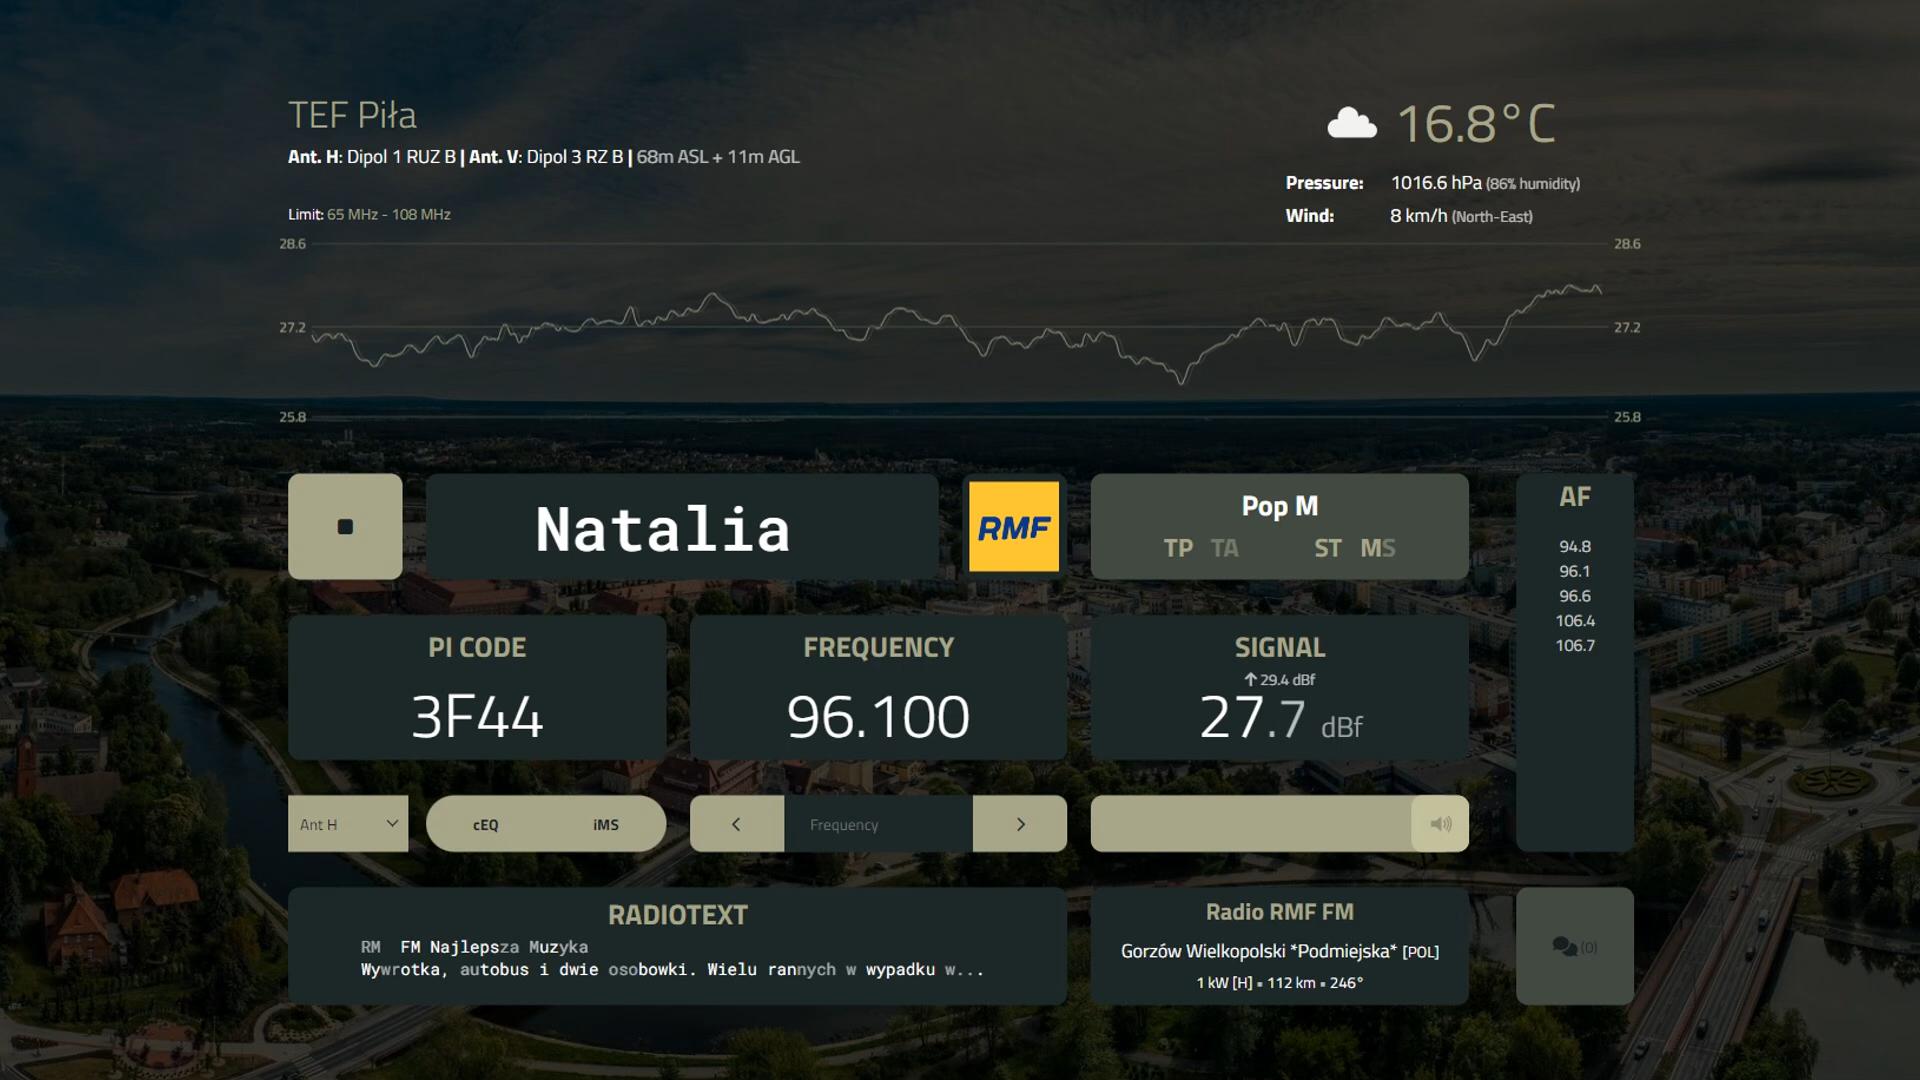 TEF Piła
Ant. H: Dipol 1 RUZ B | Ant. V: Dipol 3 RZ B | 68m ASL + 11m AGL
Limit: 65 MHz - 108 MHz
16.8°C
Pressure: 1016.6 hPa (86% humidity)
Wind: 8 km/h (North-East)
28.6 28.6
27.2 27.2
25.8 25.8
Natalia
RMF
Pop M
TP TA ST MS
AF
94.8
96.1
96.6
106.4
106.7
PI CODE
3F44
FREQUENCY
96.100
SIGNAL
29.4 dBf
27.7 dBf
Ant H
cEQ iMS
Frequency
RADIOTEXT
RM  FM Najlepsza Muzyka
Wywrotka, autobus i dwie osobowki. Wielu rannych w wypadku w...
Radio RMF FM
Gorzów Wielkopolski *Podmiejska* [POL]
1 kW [H] • 112 km • 246°
(0)